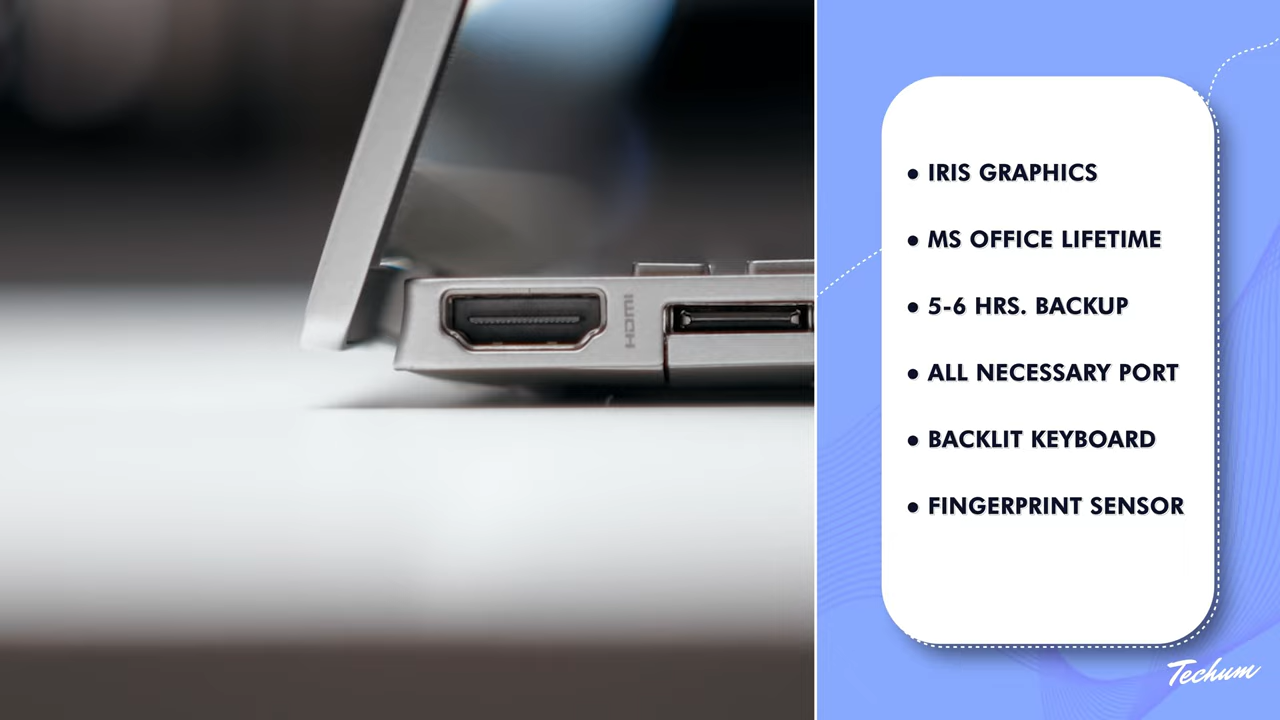 HDMI
● IRIS GRAPHICS
● MS OFFICE LIFETIME
● 5-6 HRS. BACKUP
● ALL NECESSARY PORT
● BACKLIT KEYBOARD
● FINGERPRINT SENSOR
Techum